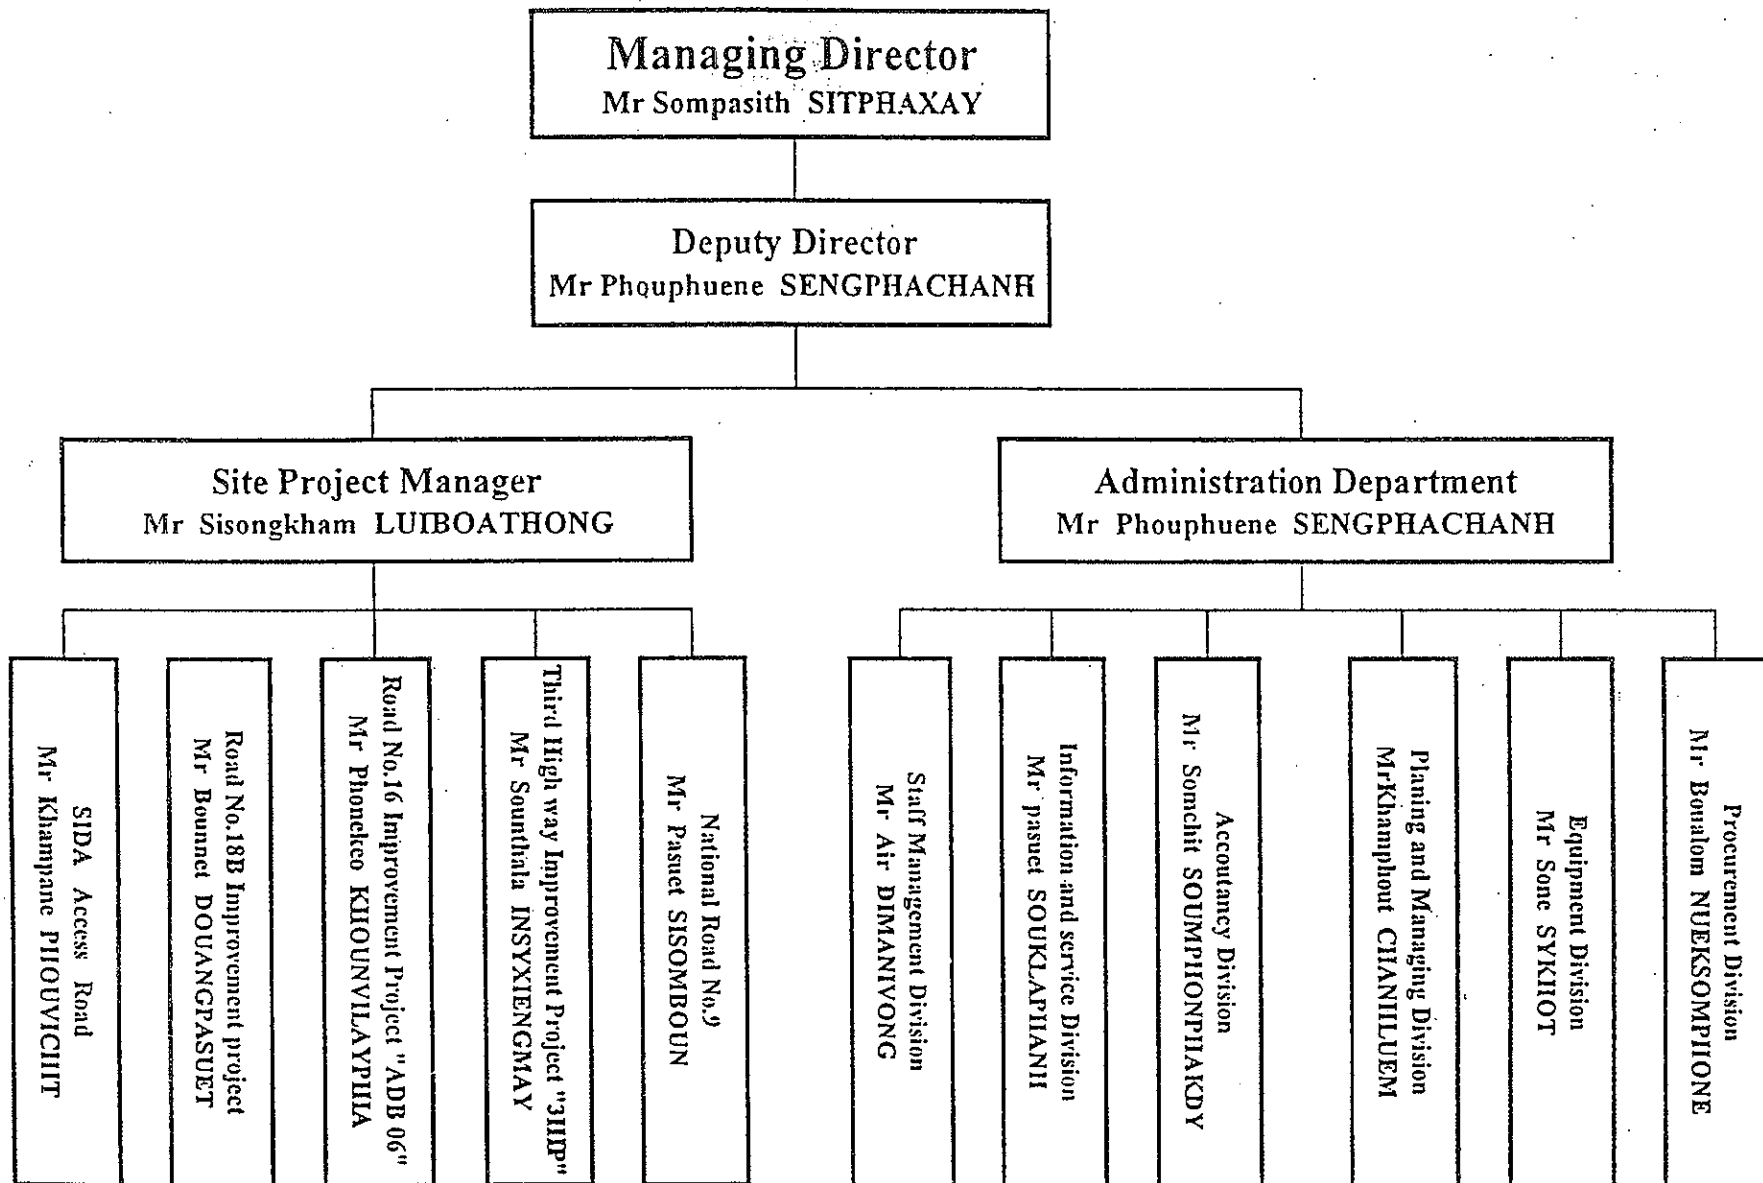 Managing Director
Mr Sompasith SITPHAXAY
Deputy Director
Mr Phouphuene SENGPHACHANH
Site Project Manager
Mr Sisongkham LUIBOATHONG
Administration Department
Mr Phouphuene SENGPHACHANH
SIDA Access Road
Mr Khampane PHOUVICHIT
Road No.18B Improvement project
Mr Bounnet DOUANGPASUET
Road No.16 Improvement Project "ADB 06"
Mr Phonekeo KHOUNVILAYPHIA
Third High way Improvement Project "3HIP"
Mr Sounthala INSYXIENGMAY
National Road No.9
Mr Pasuet SISOMBOUN
Staff Management Division
Mr Air DIMANIVONG
Information and service Division
Mr pasuet SOUKLAPHANH
Accoutancy Division
Mr Somchit SOUMPHONPHAKDY
Planing and Managing Division
MrKhamphout CHANHLUEM
Equipment Division
Mr Sone SYKHOT
Procurement Division
Mr Boualom NUEKSOMPHONE